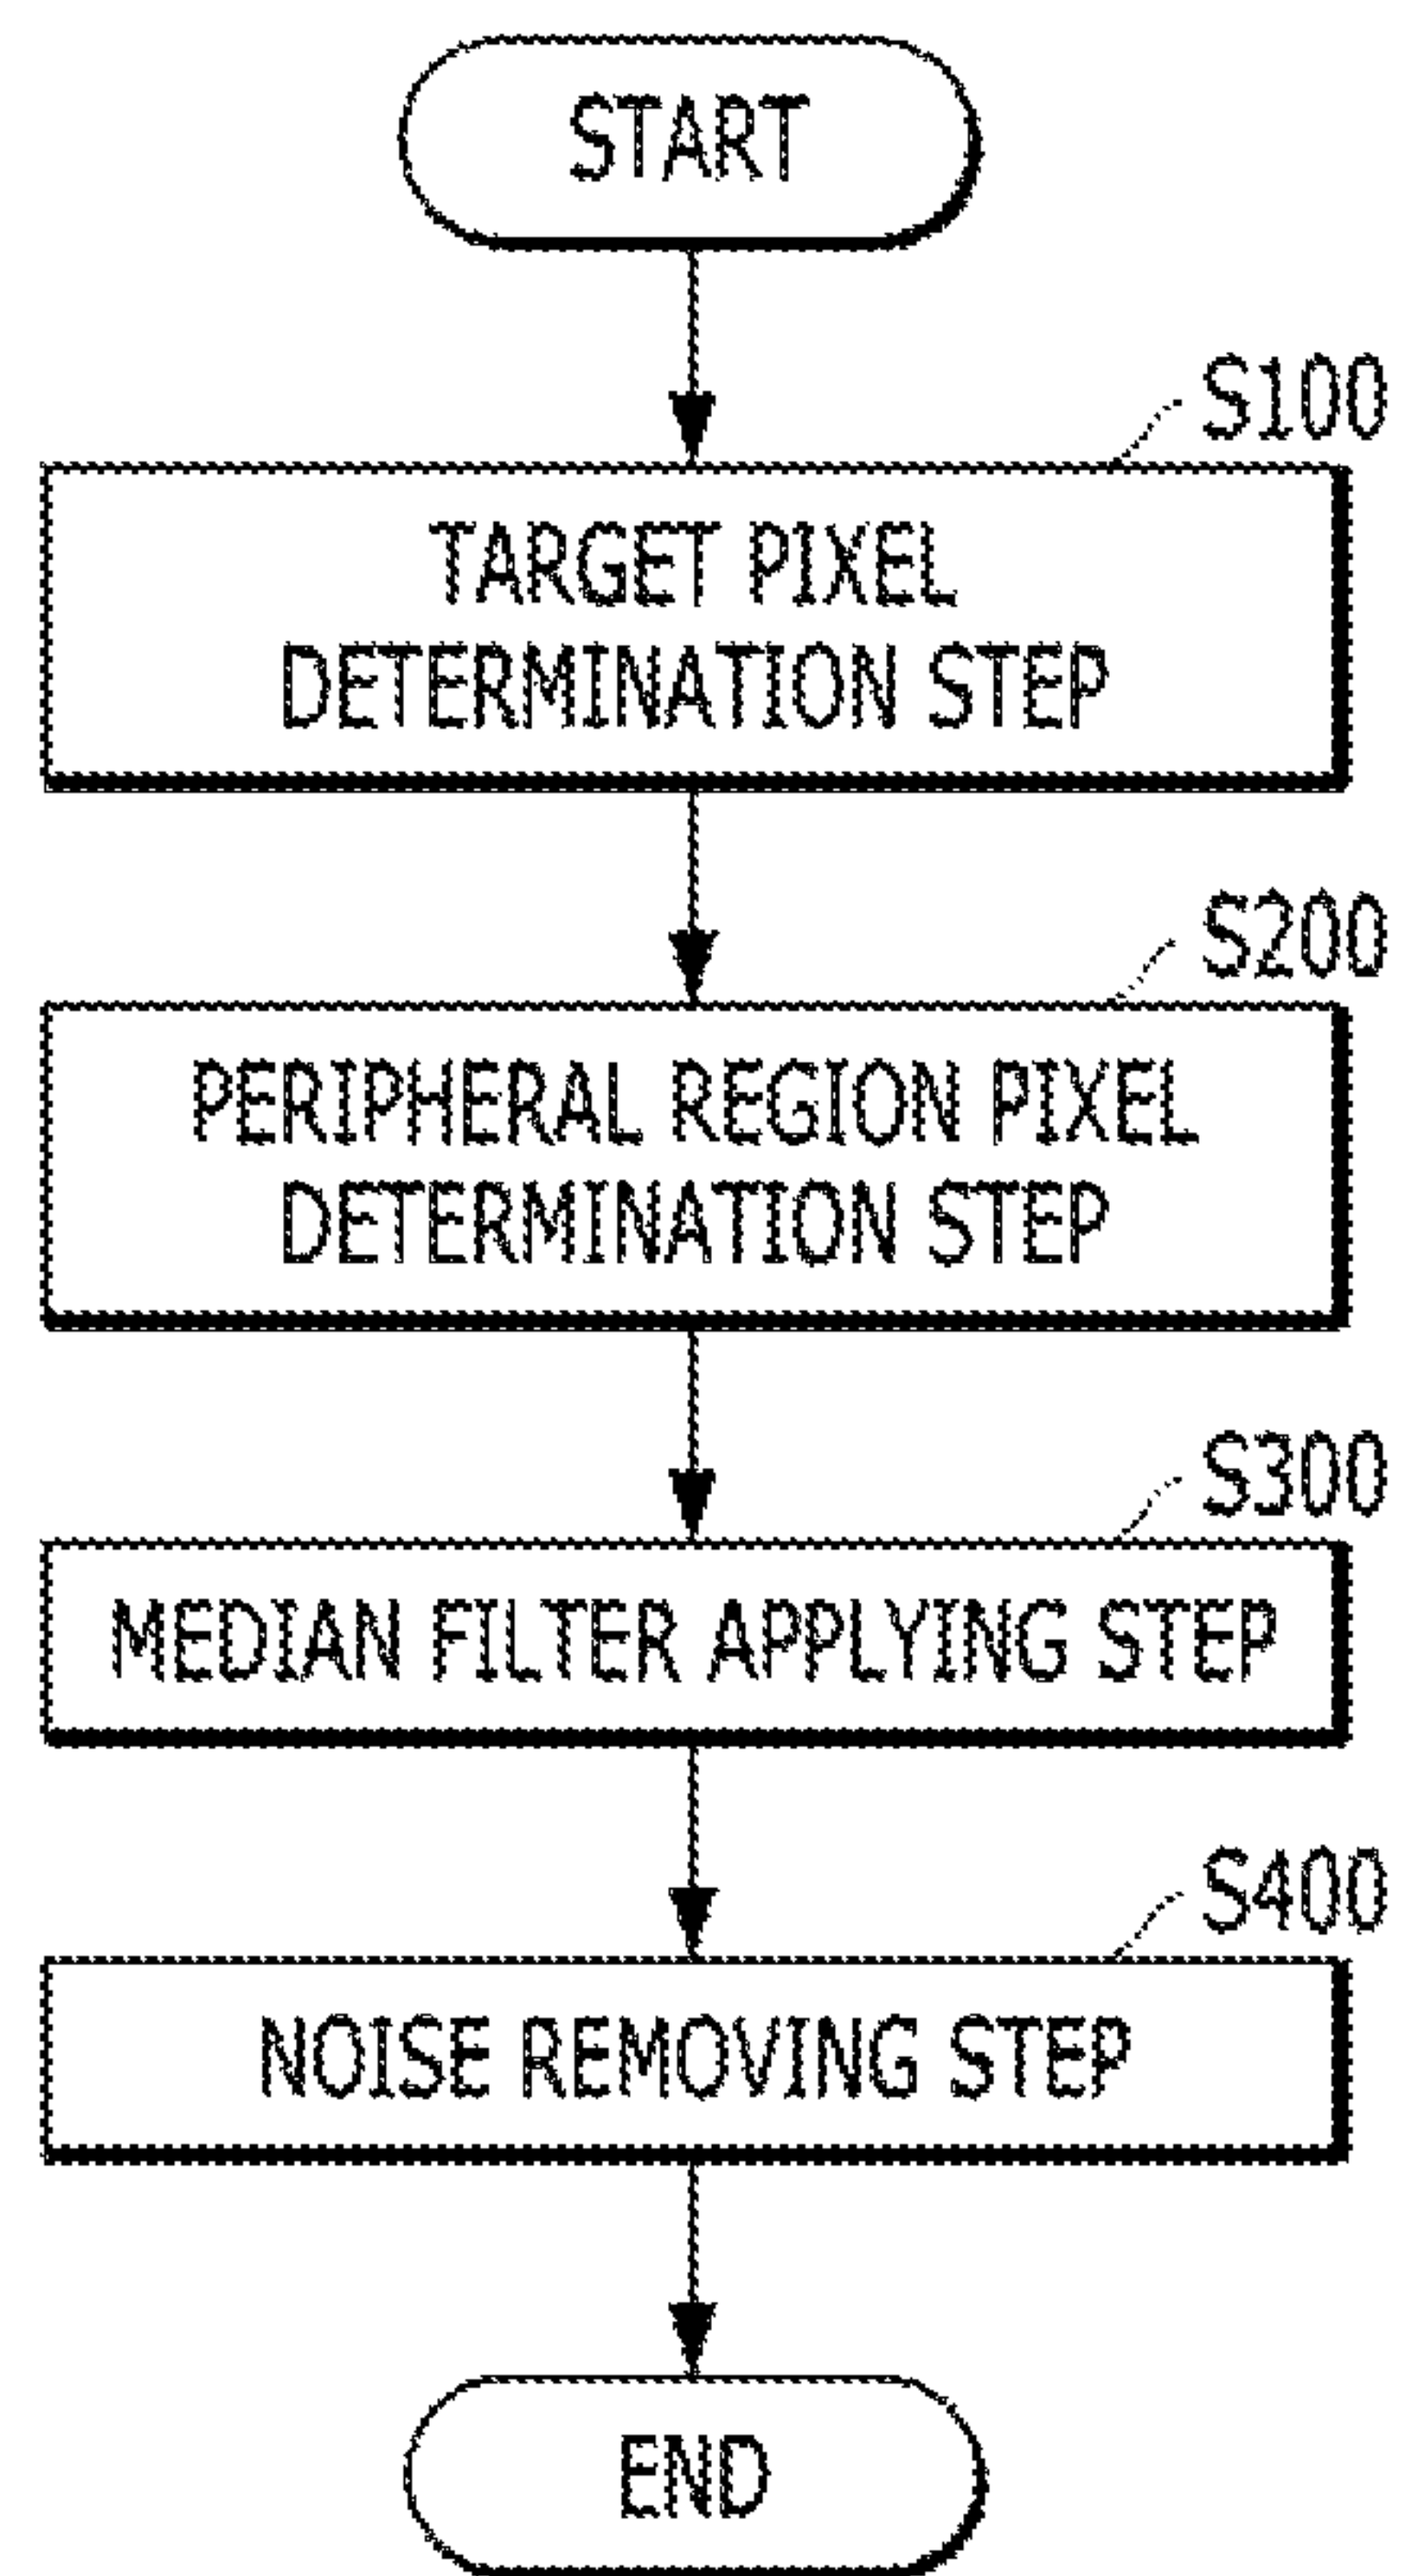 START
S100
TARGET PIXEL
DETERMINATION STEP
S200
PERIPHERAL REGION PIXEL
DETERMINATION STEP
S300
MEDIAN FILTER APPLYING STEP
S400
NOISE REMOVING STEP
END